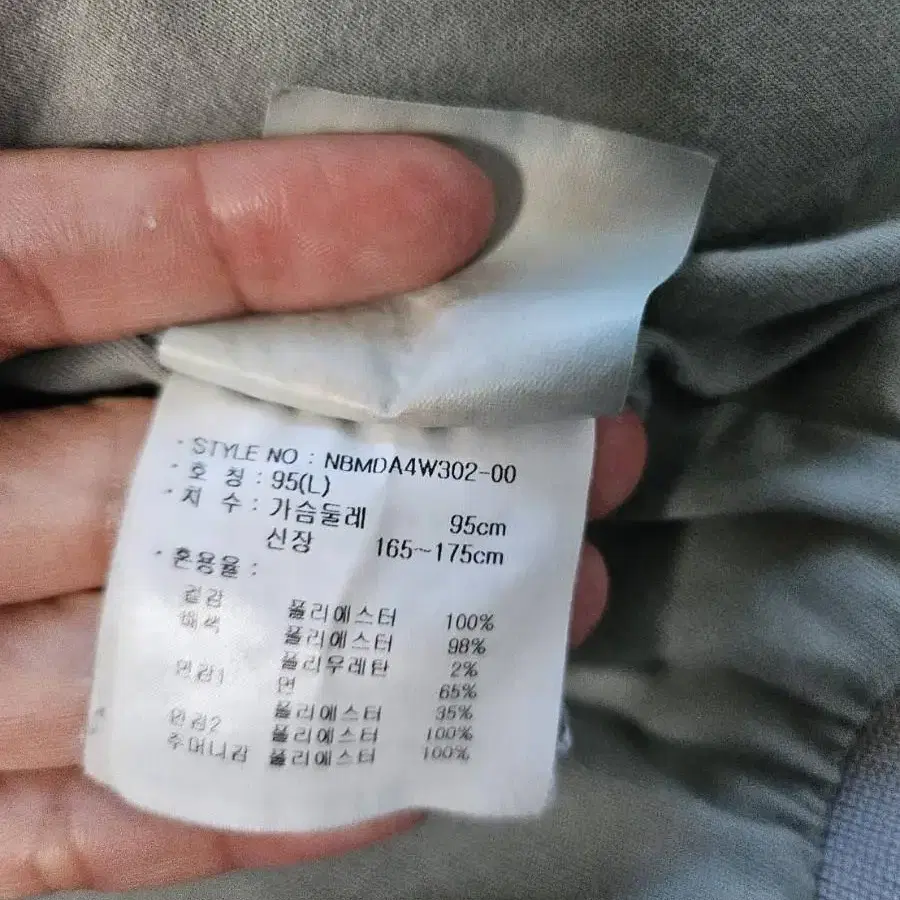 · STYLE NO : NBMDA4W302-00
· 호 칭 : 95(L)
· 치 수 : 가슴둘레 95cm
신장 165~175cm
· 혼용율 :
겉감 폴리에스터 100%
배색 폴리에스터 98%
폴리우레탄 2%
안감1 면 65%
폴리에스터 35%
안감2 폴리에스터 100%
주머니감 폴리에스터 100%